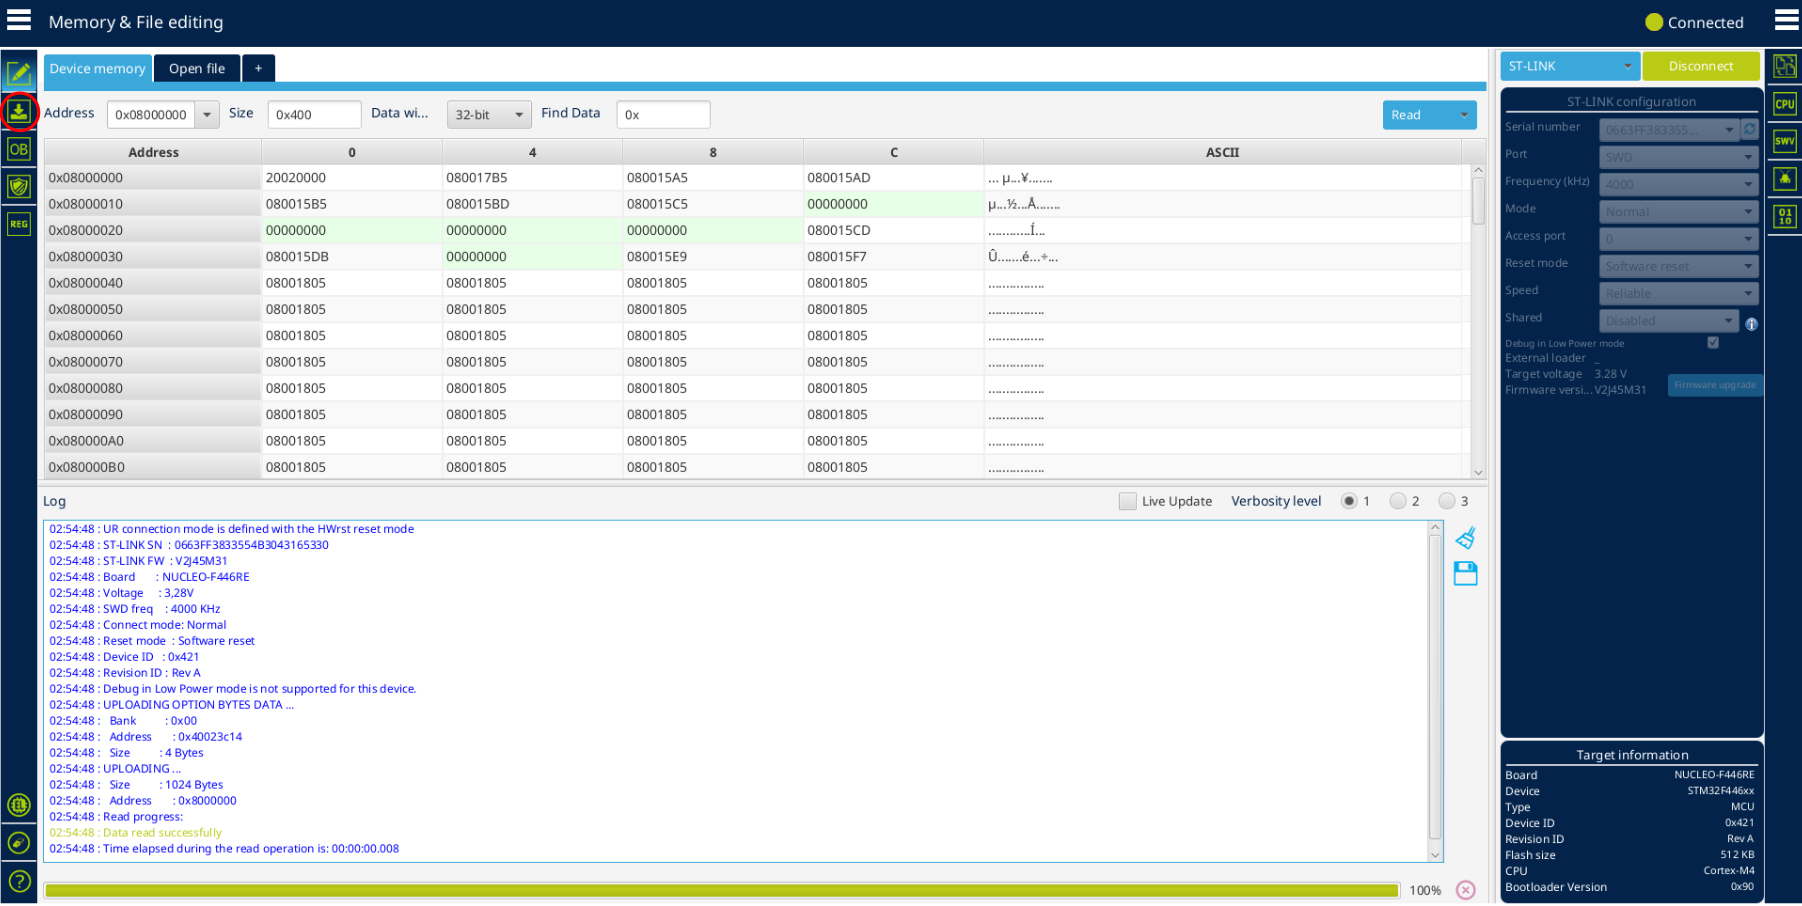 Memory & File editing
Connected
Device memory Open file +
ST-LINK Disconnect
Address 0x08000000 Size 0x400 Data wi... 32-bit Find Data 0x Read
Address 0 4 8 C ASCII
0x08000000 20020000 080017B5 080015A5 080015AD ... µ...¥.......
0x08000010 080015B5 080015BD 080015C5 00000000 µ...½...Å.......
0x08000020 00000000 00000000 00000000 080015CD ............Í...
0x08000030 080015DB 00000000 080015E9 080015F7 Û.......é...÷...
0x08000040 08001805 08001805 08001805 08001805 ................
0x08000050 08001805 08001805 08001805 08001805 ................
0x08000060 08001805 08001805 08001805 08001805 ................
0x08000070 08001805 08001805 08001805 08001805 ................
0x08000080 08001805 08001805 08001805 08001805 ................
0x08000090 08001805 08001805 08001805 08001805 ................
0x080000A0 08001805 08001805 08001805 08001805 ................
0x080000B0 08001805 08001805 08001805 08001805 ................
OB
REG
Log Live Update Verbosity level 1 2 3
02:54:48 : UR connection mode is defined with the HWrst reset mode
02:54:48 : ST-LINK SN : 0663FF3833554B3043165330
02:54:48 : ST-LINK FW : V2J45M31
02:54:48 : Board : NUCLEO-F446RE
02:54:48 : Voltage : 3,28V
02:54:48 : SWD freq : 4000 KHz
02:54:48 : Connect mode: Normal
02:54:48 : Reset mode : Software reset
02:54:48 : Device ID : 0x421
02:54:48 : Revision ID : Rev A
02:54:48 : Debug in Low Power mode is not supported for this device.
02:54:48 : UPLOADING OPTION BYTES DATA ...
02:54:48 : Bank : 0x00
02:54:48 : Address : 0x40023c14
02:54:48 : Size : 4 Bytes
02:54:48 : UPLOADING ...
02:54:48 : Size : 1024 Bytes
02:54:48 : Address : 0x8000000
02:54:48 : Read progress:
02:54:48 : Data read successfully
02:54:48 : Time elapsed during the read operation is: 00:00:00.008
EL
?
100%
ST-LINK configuration
Serial number 0663FF383355...
Port SWD
Frequency (kHz) 4000
Mode Normal
Access port 0
Reset mode Software reset
Speed Reliable
Shared Disabled
Debug in Low Power mode
External loader _
Target voltage 3.28 V
Firmware versi... V2J45M31 Firmware upgrade
CPU
SWV
01
10
Target information
Board NUCLEO-F446RE
Device STM32F446xx
Type MCU
Device ID 0x421
Revision ID Rev A
Flash size 512 KB
CPU Cortex-M4
Bootloader Version 0x90